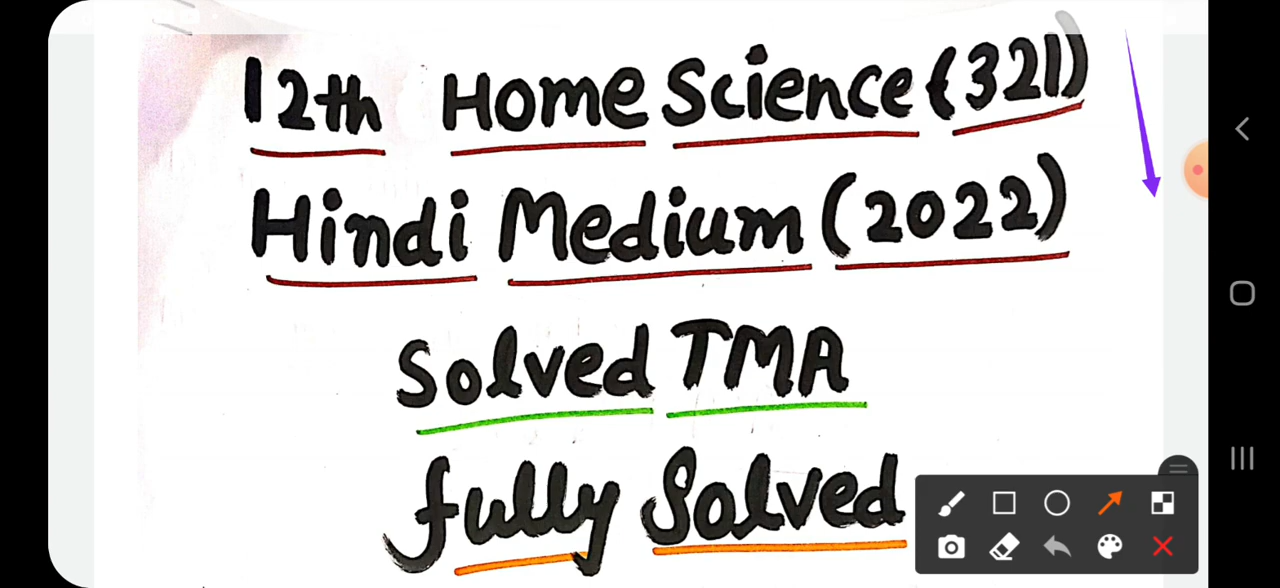 12th Home Science (321)
Hindi Medium (2022)
Solved TMA
fully Solved